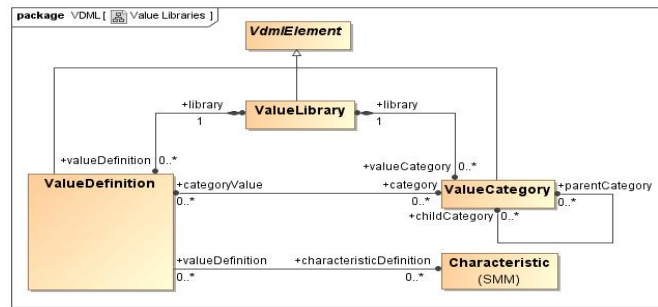 package VDML [ Value Libraries ]
VdmlElement
+library
ValueLibrary
+library
1
1
+valueDefinition
0..*
+valueCategory
0..*
ValueDefinition
+categoryValue
+category
ValueCategory
+parentCategory
0..*
0..*
0..*
+childCategory
0..*
+valueDefinition
+characteristicDefinition
Characteristic
(SMM)
0..*
0..*